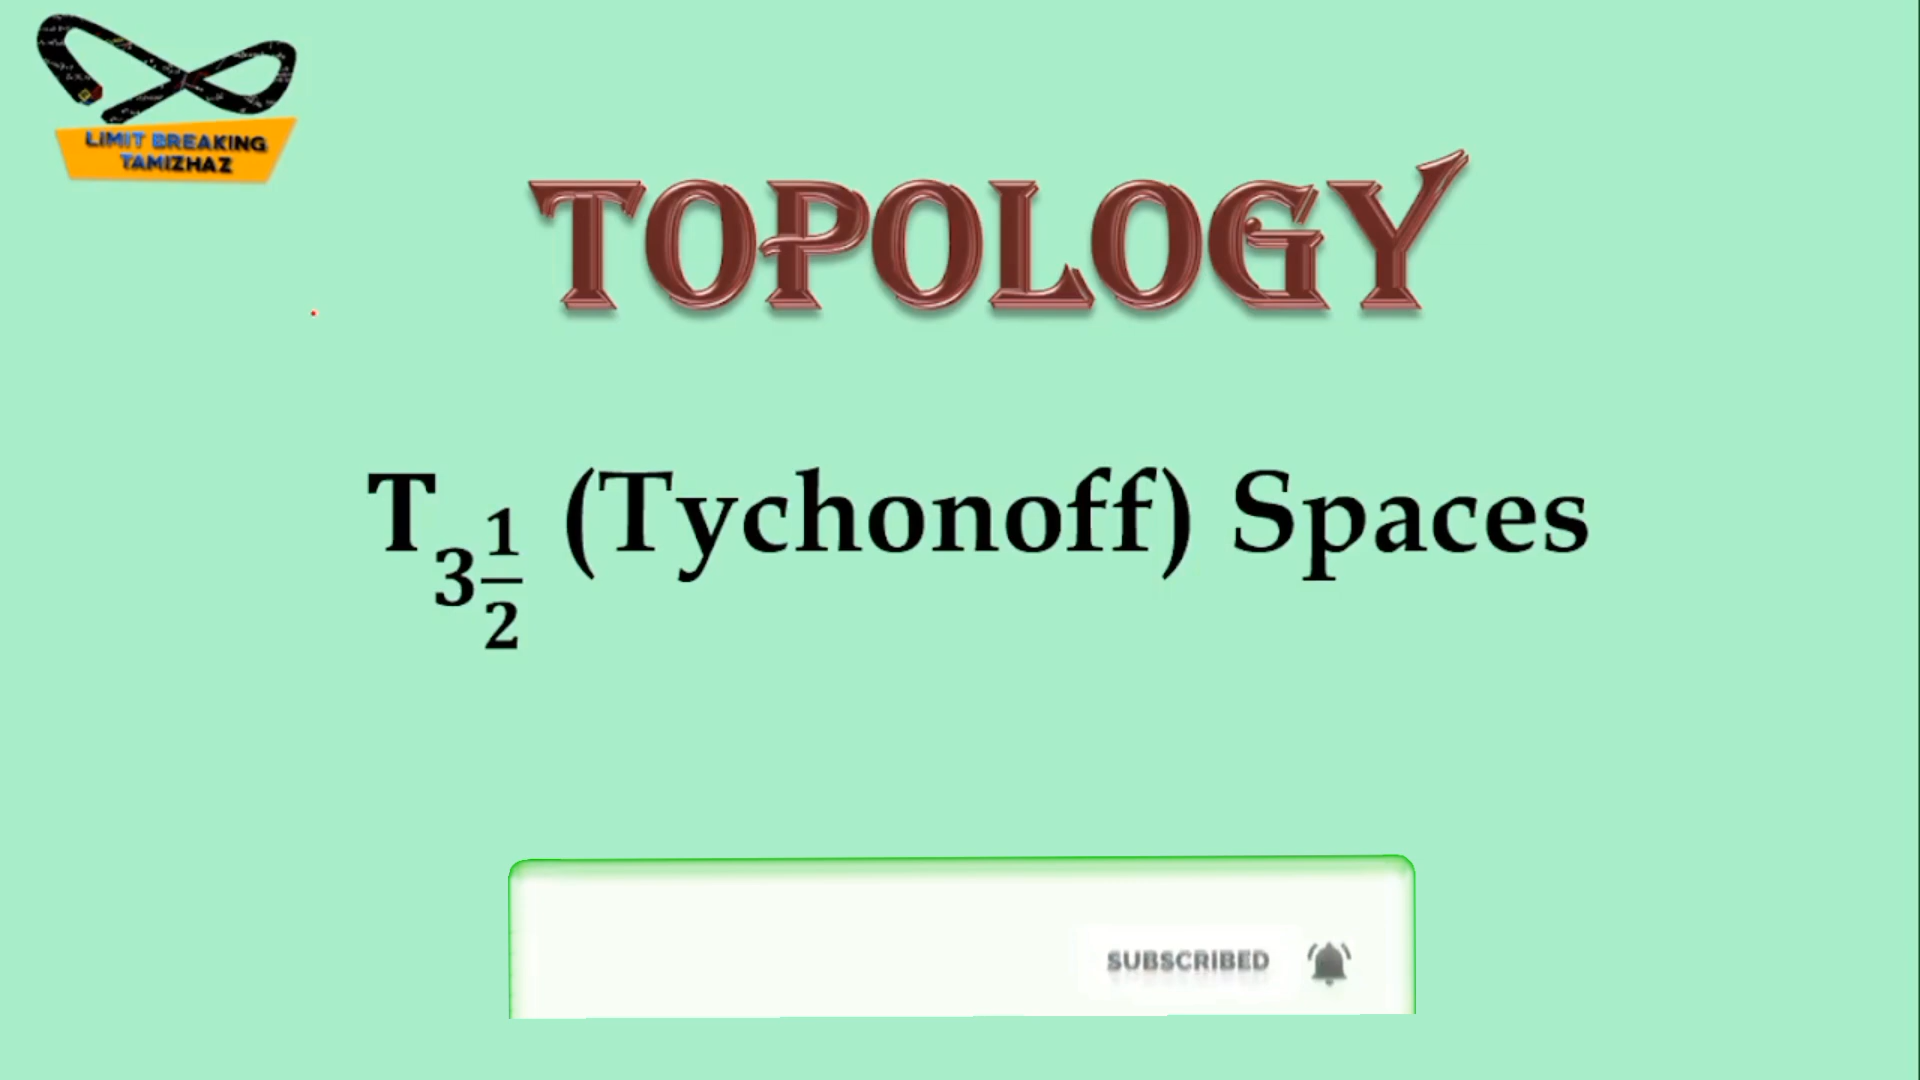 LIMIT BREAKING
TAMIZHAZ
TOPOLOGY
T3½ (Tychonoff) Spaces
SUBSCRIBED